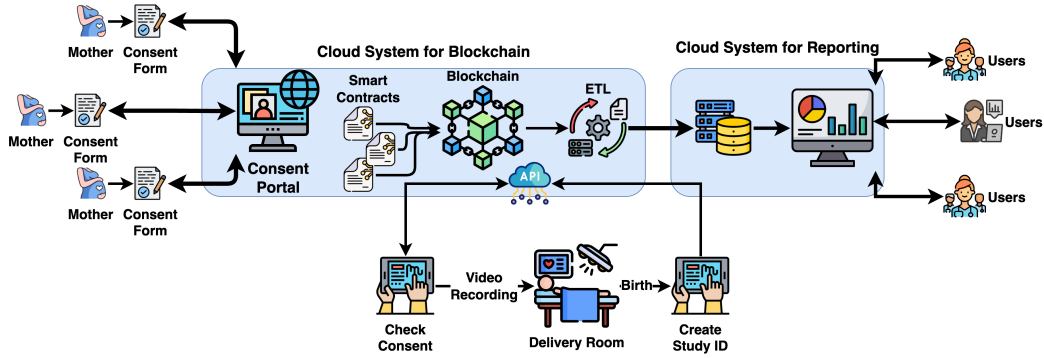 Mother
Consent
Form
Cloud System for Blockchain
Cloud System for Reporting
Mother
Consent
Form
Mother
Consent
Form
Consent
Portal
Smart
Contracts
Blockchain
ETL
API
Users
Users
Users
Check
Consent
Video
Recording
Delivery Room
Birth
Create
Study ID